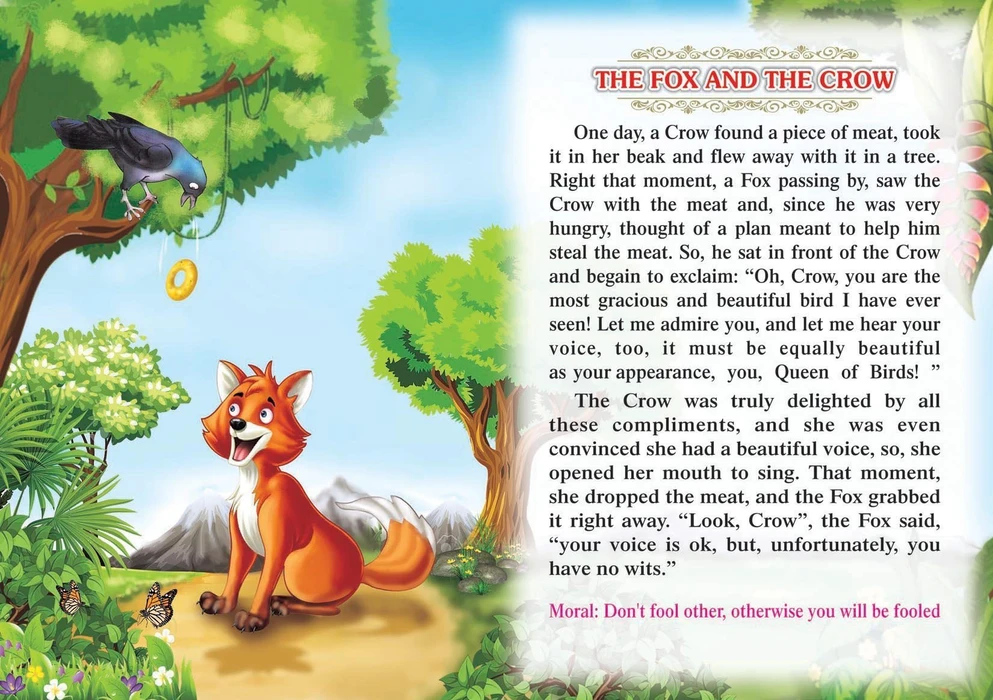 THE FOX AND THE CROW
One day, a Crow found a piece of meat, took
it in her beak and flew away with it in a tree.
Right that moment, a Fox passing by, saw the
Crow with the meat and, since he was very
hungry, thought of a plan meant to help him
steal the meat. So, he sat in front of the Crow
and begain to exclaim: “Oh, Crow, you are the
most gracious and beautiful bird I have ever
seen! Let me admire you, and let me hear your
voice, too, it must be equally beautiful
as your appearance, you, Queen of Birds! ”
The Crow was truly delighted by all
these compliments, and she was even
convinced she had a beautiful voice, so, she
opened her mouth to sing. That moment,
she dropped the meat, and the Fox grabbed
it right away. “Look, Crow”, the Fox said,
“your voice is ok, but, unfortunately, you
have no wits.”
Moral: Don't fool other, otherwise you will be fooled